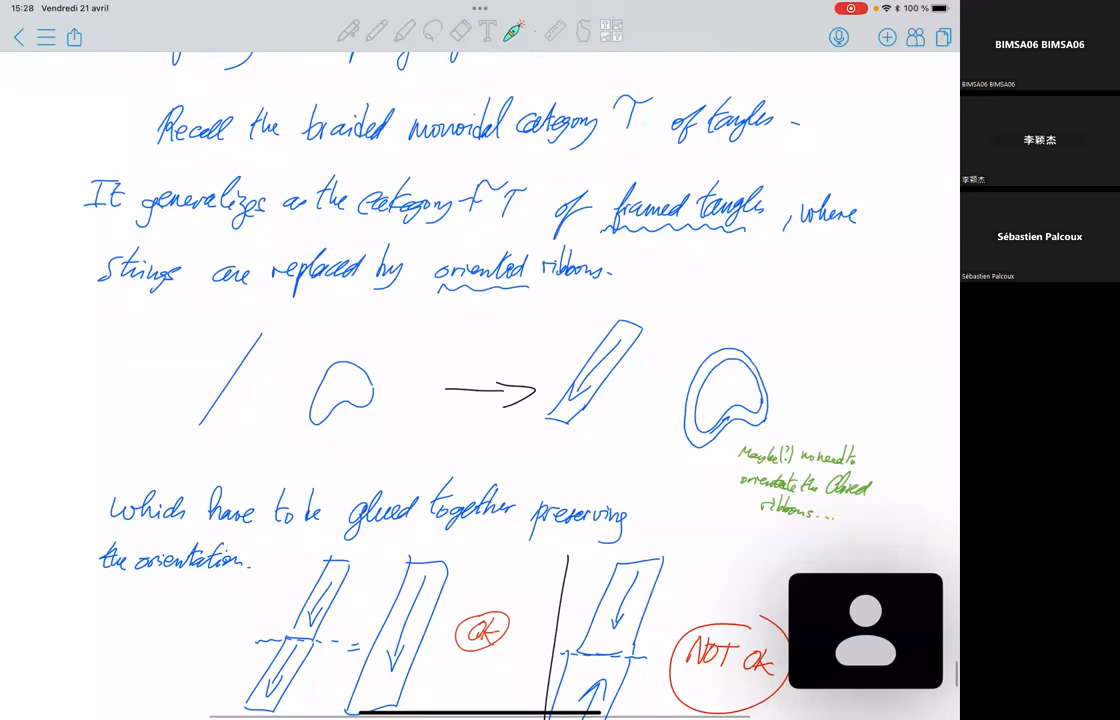 15:28 Vendredi 21 avril
100 %
Recall the braided monoidal category T of tangles -
It generalizes as the category fT of framed tangles, where
strings are replaced by oriented ribbons.
Maybe(?) no need to
orientate the closed
ribbons...
which have to be glued together preserving
the orientation.
=
OK
NOT OK
BIMSA06 BIMSA06
BIMSA06 BIMSA06
李颖杰
李颖杰
Sébastien Palcoux
Sébastien Palcoux